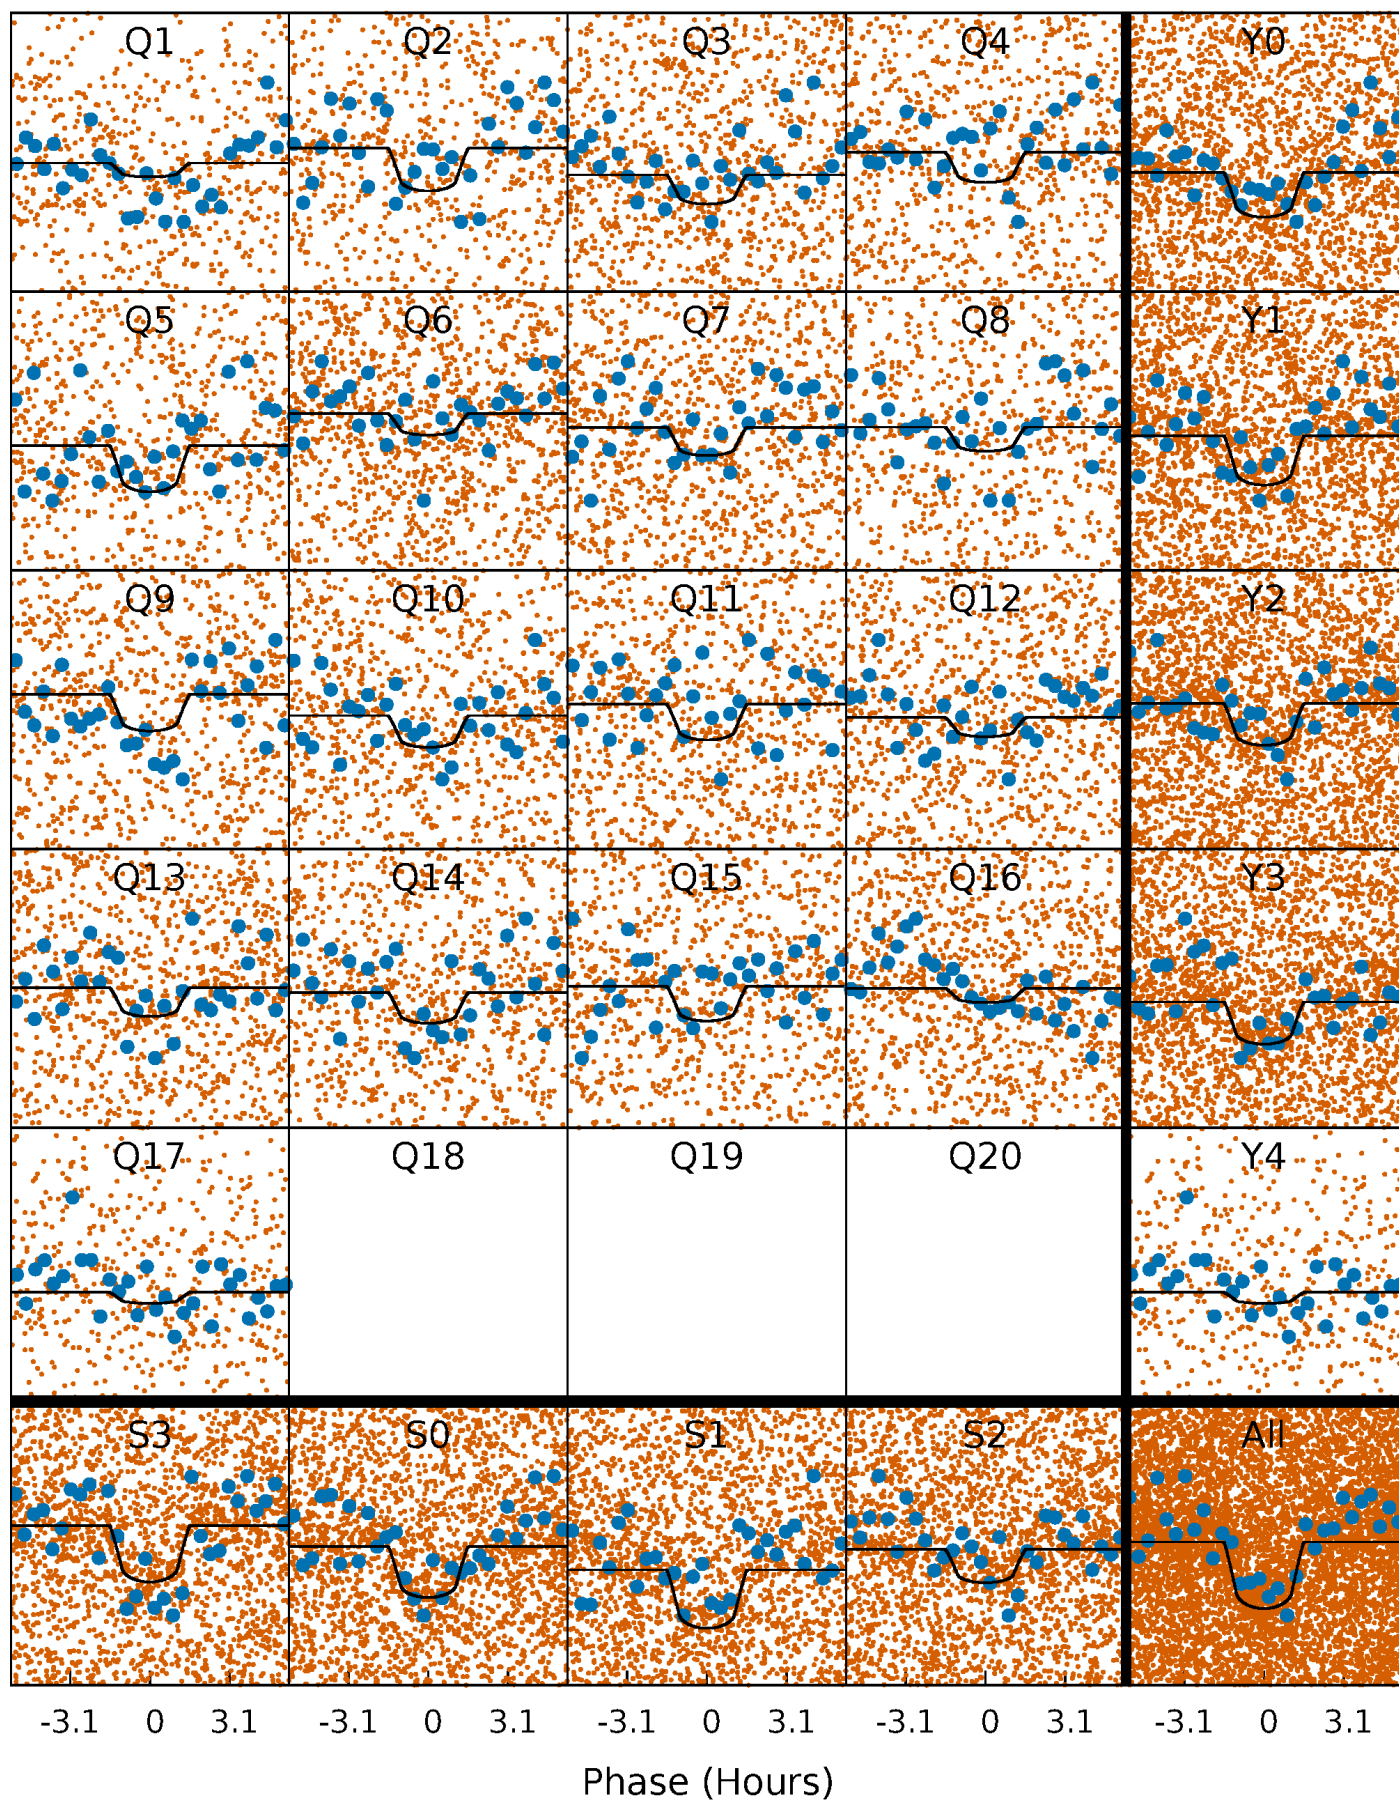 Q1 Q2 Q3 Q4 Y0
Q5 Q6 Q7 Q8 Y1
Q9 Q10 Q11 Q12 Y2
Q13 Q14 Q15 Q16 Y3
Q17 Q18 Q19 Q20 Y4
S3 S0 S1 S2 All
-3.1 0 3.1 -3.1 0 3.1 -3.1 0 3.1 -3.1 0 3.1 -3.1 0 3.1
Phase (Hours)